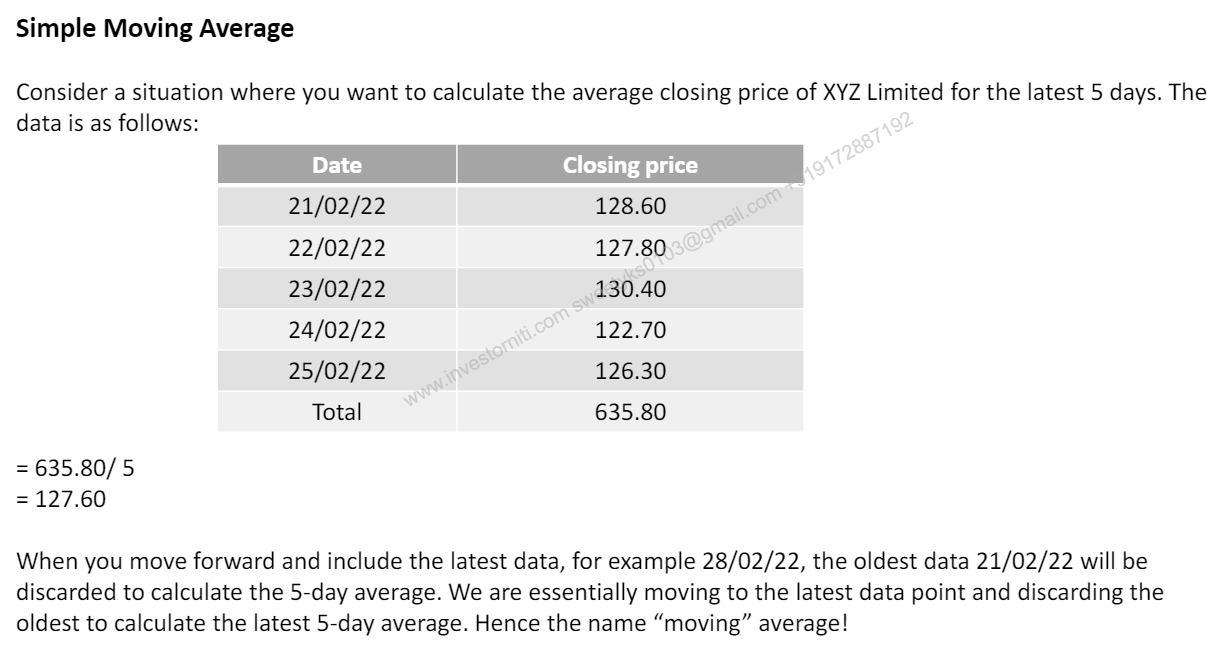 Simple Moving Average
Consider a situation where you want to calculate the average closing price of XYZ Limited for the latest 5 days. The
data is as follows:
Date Closing price
21/02/22 128.60
22/02/22 127.80
23/02/22 130.40
24/02/22 122.70
25/02/22 126.30
Total 635.80
www.investorniti.com
= 635.80/ 5
= 127.60
When you move forward and include the latest data, for example 28/02/22, the oldest data 21/02/22 will be
discarded to calculate the 5-day average. We are essentially moving to the latest data point and discarding the
oldest to calculate the latest 5-day average. Hence the name “moving” average!